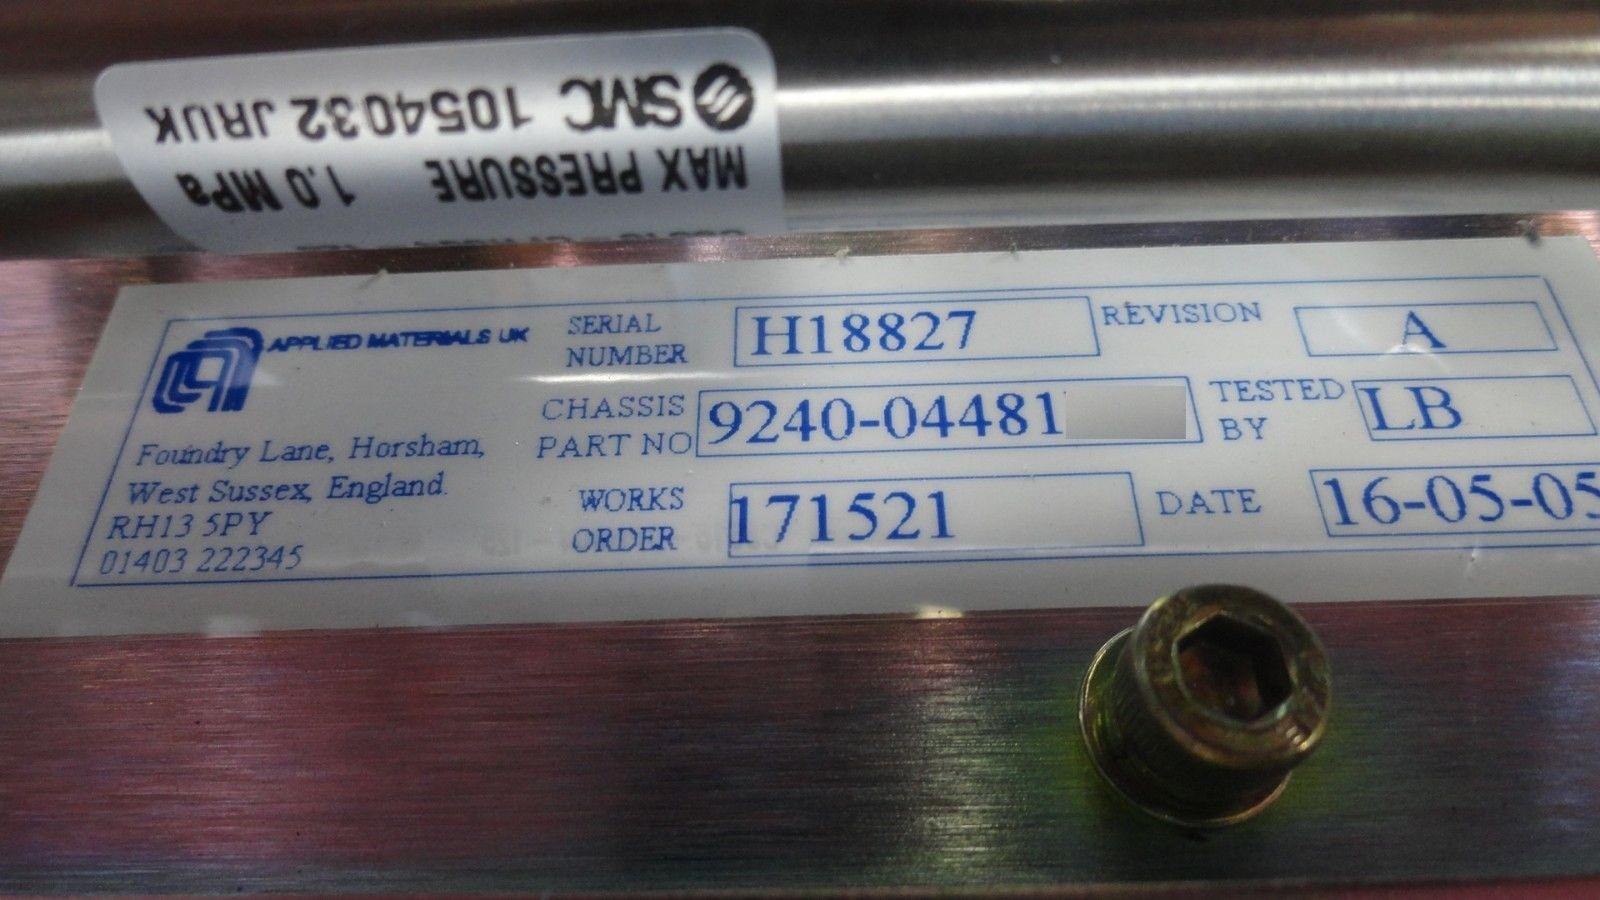 SMC 1054032 JRUK
MAX PRESSURE 1.0 MPa
APPLIED MATERIALS UK
Foundry Lane, Horsham,
West Sussex, England.
RH13 5PY
01403 222345
SERIAL NUMBER H18827
REVISION A
CHASSIS PART NO 9240-04481
TESTED BY LB
WORKS ORDER 171521
DATE 16-05-05